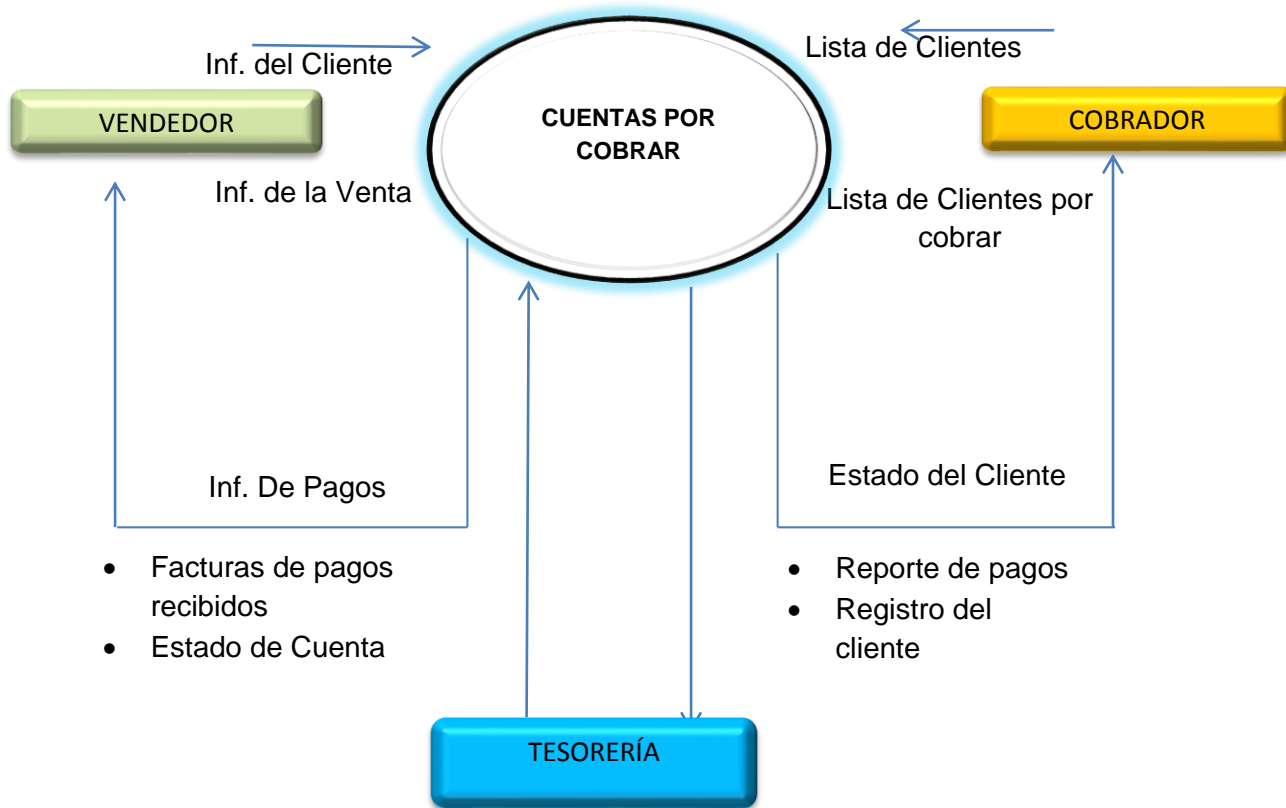 Inf. del Cliente
Lista de Clientes
VENDEDOR
CUENTAS POR
COBRAR
COBRADOR
Inf. de la Venta
Lista de Clientes por
cobrar
Inf. De Pagos
Estado del Cliente
• Facturas de pagos
recibidos
• Estado de Cuenta
• Reporte de pagos
• Registro del
cliente
TESORERÍA